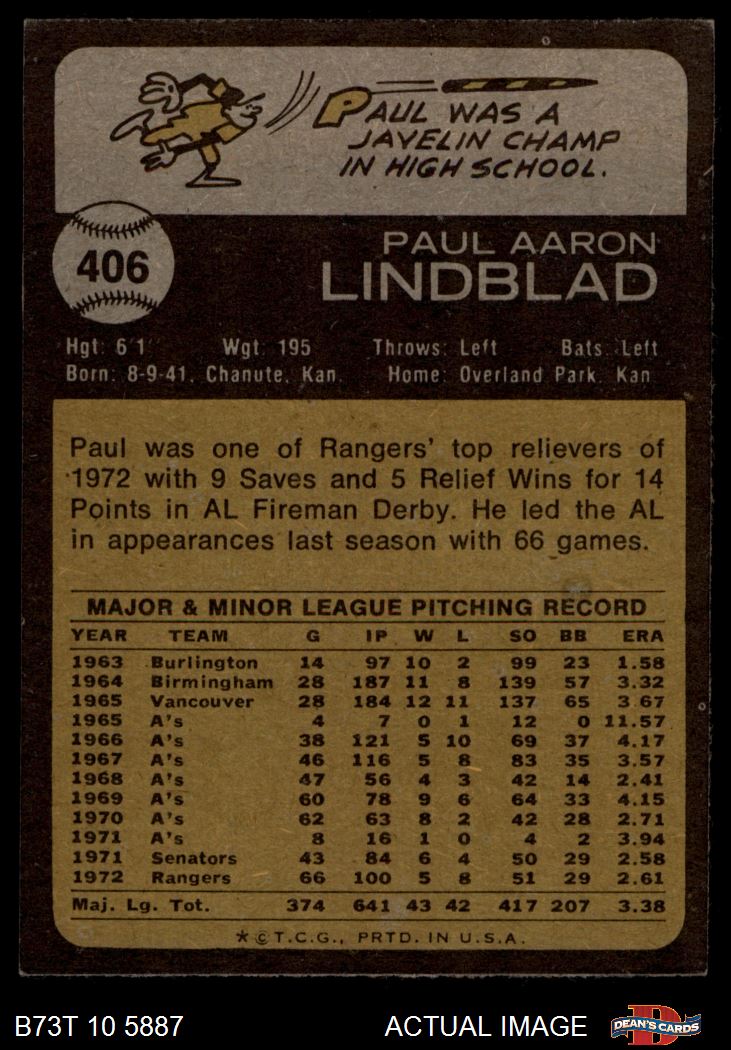 PAUL WAS A
JAVELIN CHAMP
IN HIGH SCHOOL.
406
PAUL AARON
LINDBLAD
Hgt: 6'1" Wgt: 195 Throws: Left Bats: Left
Born: 8-9-41, Chanute, Kan. Home: Overland Park, Kan.
Paul was one of Rangers' top relievers of
1972 with 9 Saves and 5 Relief Wins for 14
Points in AL Fireman Derby. He led the AL
in appearances last season with 66 games.
MAJOR & MINOR LEAGUE PITCHING RECORD
YEAR TEAM G IP W L SO BB ERA
1963 Burlington 14 97 10 2 99 23 1.58
1964 Birmingham 28 187 11 8 139 57 3.32
1965 Vancouver 28 184 12 11 137 65 3.67
1965 A's 4 7 0 1 12 0 11.57
1966 A's 38 121 5 10 69 37 4.17
1967 A's 46 116 5 8 83 35 3.57
1968 A's 47 56 4 3 42 14 2.41
1969 A's 60 78 9 6 64 33 4.15
1970 A's 62 63 8 2 42 28 2.71
1971 A's 8 16 1 0 4 2 3.94
1971 Senators 43 84 6 4 50 29 2.58
1972 Rangers 66 100 5 8 51 29 2.61
Maj. Lg. Tot. 374 641 43 42 417 207 3.38
* © T.C.G., PRTD. IN U.S.A.
B73T 10 5887 ACTUAL IMAGE
D
DEAN'S CARDS